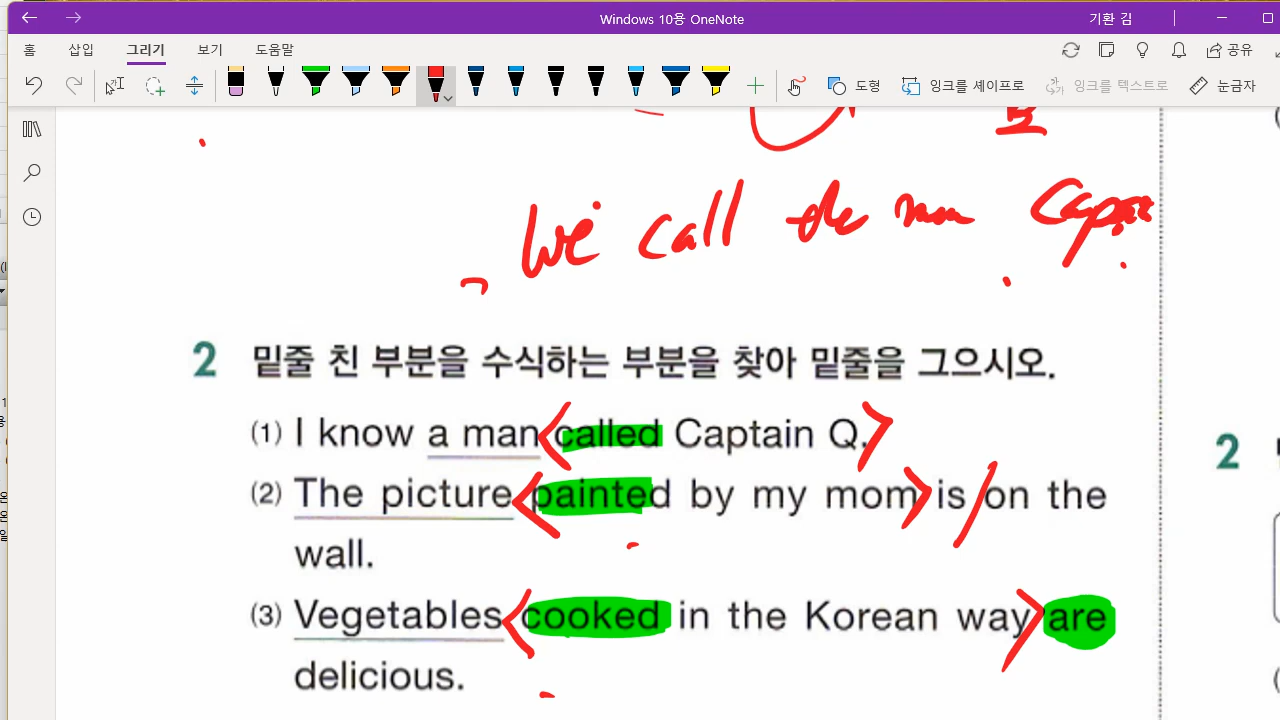 Windows 10용 OneNote
기환 김
홈 삽입 그리기 보기 도움말
공유
도형 잉크를 셰이프로 잉크를 텍스트로 눈금자
We call the man
2 밑줄 친 부분을 수식하는 부분을 찾아 밑줄을 그으시오.
(1) I know a man called Captain Q.
(2) The picture painted by my mom is on the
wall.
(3) Vegetables cooked in the Korean way are
delicious.
2